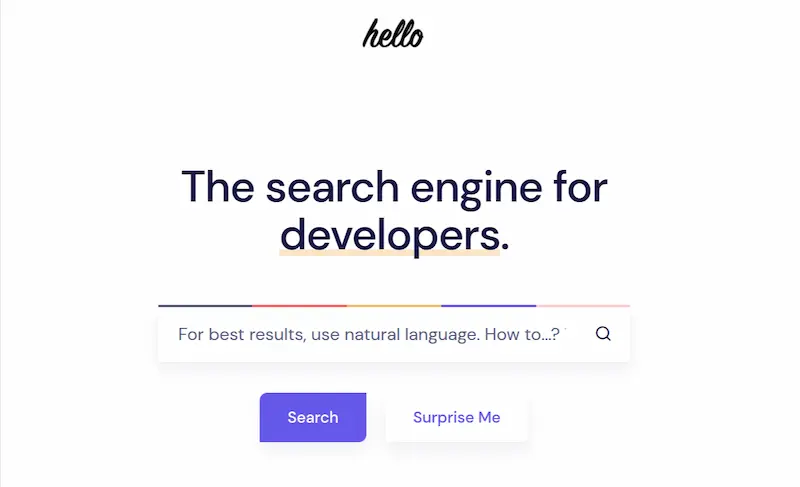 hello
The search engine for
developers.
For best results, use natural language. How to...?
Search
Surprise Me